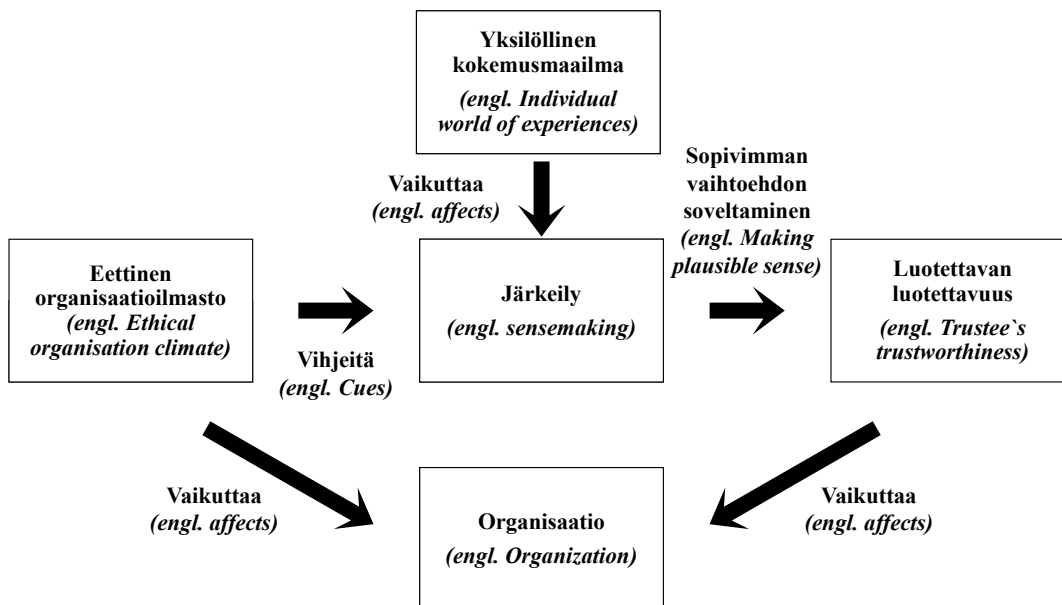 Yksilöllinen
kokemusmaailma
(engl. Individual
world of experiences)
Vaikuttaa
(engl. affects)
Sopivimman
vaihtoehdon
soveltaminen
(engl. Making
plausible sense)
Eettinen
organisaatioilmasto
(engl. Ethical
organisation climate)
Vihjeitä
(engl. Cues)
Järkeily
(engl. sensemaking)
Luotettavan
luotettavuus
(engl. Trustee`s
trustworthiness)
Vaikuttaa
(engl. affects)
Organisaatio
(engl. Organization)
Vaikuttaa
(engl. affects)